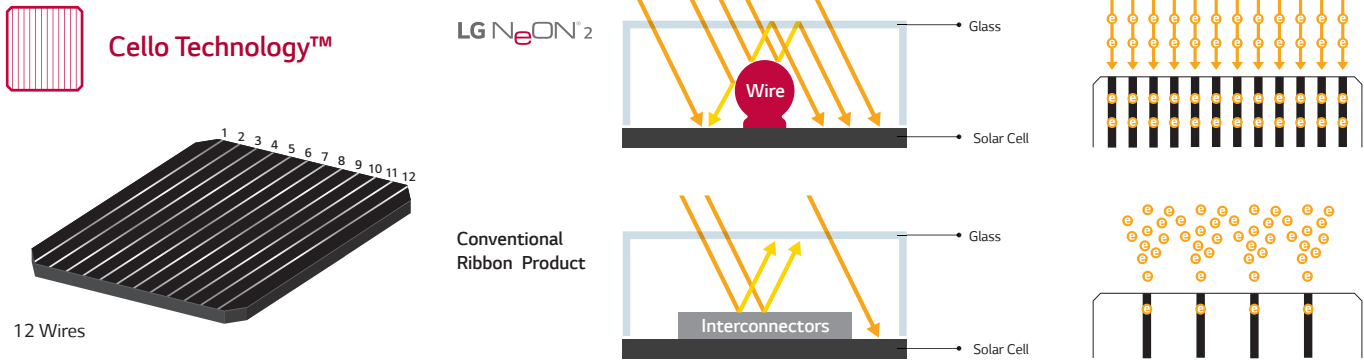 Cello Technology™
1 2 3 4 5 6 7 8 9 10 11 12
12 Wires
LG NeON® 2
Glass
Wire
Solar Cell
Conventional
Ribbon Product
Glass
Interconnectors
Solar Cell
e e e e e e e e e e e e
e e e e e e e e e e e e
e e e e e e e e e e e e
e e e e e e e e e e e e